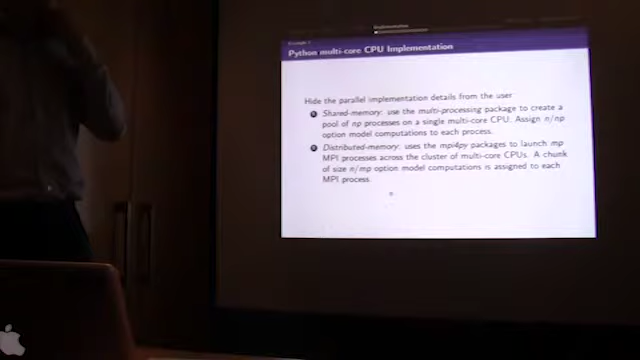 Implementation
Python multi-core CPU Implementation
Hide the parallel implementation details from the user
Shared-memory: use the multi-processing package to create a
pool of np processes on a single multi-core CPU. Assign n/np
option model computations to each process.
Distributed-memory: uses the mpi4py packages to launch mp
MPI processes across the cluster of multi-core CPUs. A chunk
of size n/mp option model computations is assigned to each
MPI process.